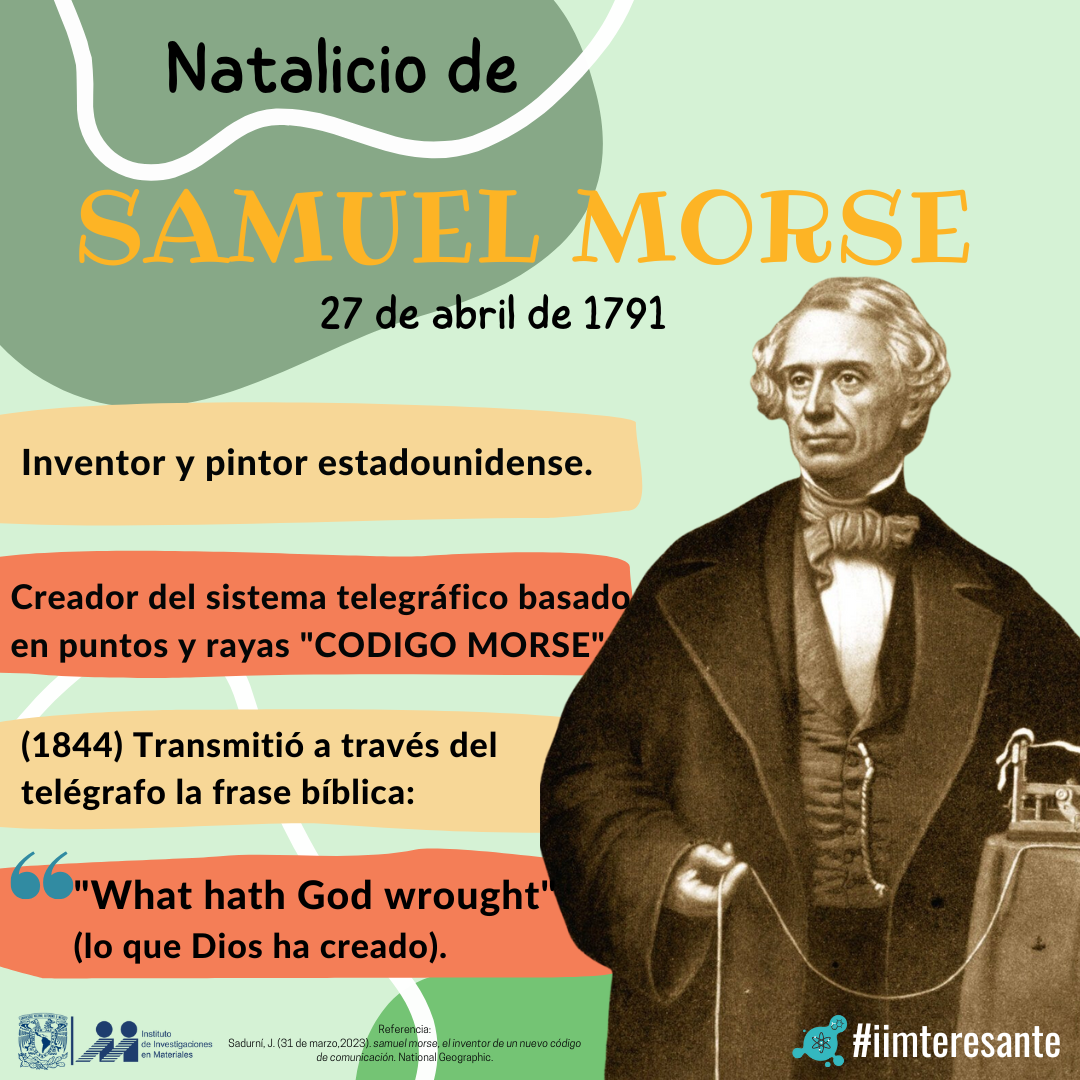 Natalicio de
SAMUEL MORSE
27 de abril de 1791
Inventor y pintor estadounidense.
Creador del sistema telegráfico basado
en puntos y rayas "CODIGO MORSE"
(1844) Transmitió a través del
telégrafo la frase bíblica:
“"What hath God wrought"
(lo que Dios ha creado).
Instituto
de Investigaciones
en Materiales
Referencia:
Sadurní, J. (31 de marzo,2023). samuel morse, el inventor de un nuevo código
de comunicación. National Geographic.
#iimteresante